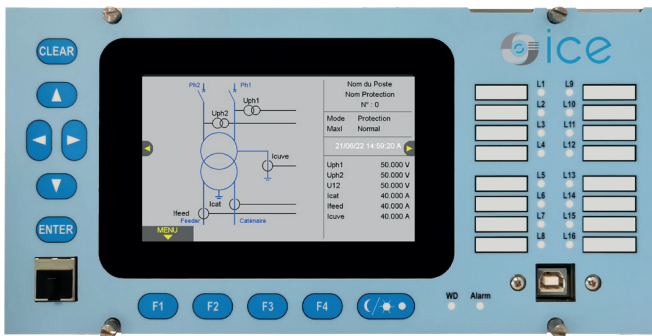 ice
CLEAR
ENTER
Ph2
Ph1
Uph1
Uph2
Icuve
Icat
Ifeed
Feeder
Caténaire
MENU
Nom du Poste
Nom Protection
N° : 0
Mode Protection
MaxI Normal
21/06/22 14:59:20 A
Uph1 50.000 V
Uph2 50.000 V
U12 50.000 V
Icat 40.000 A
Ifeed 40.000 A
Icuve 40.000 A
L1 L9
L2 L10
L3 L11
L4 L12
L5 L13
L6 L14
L7 L15
L8 L16
F1 F2 F3 F4
WD Alarm